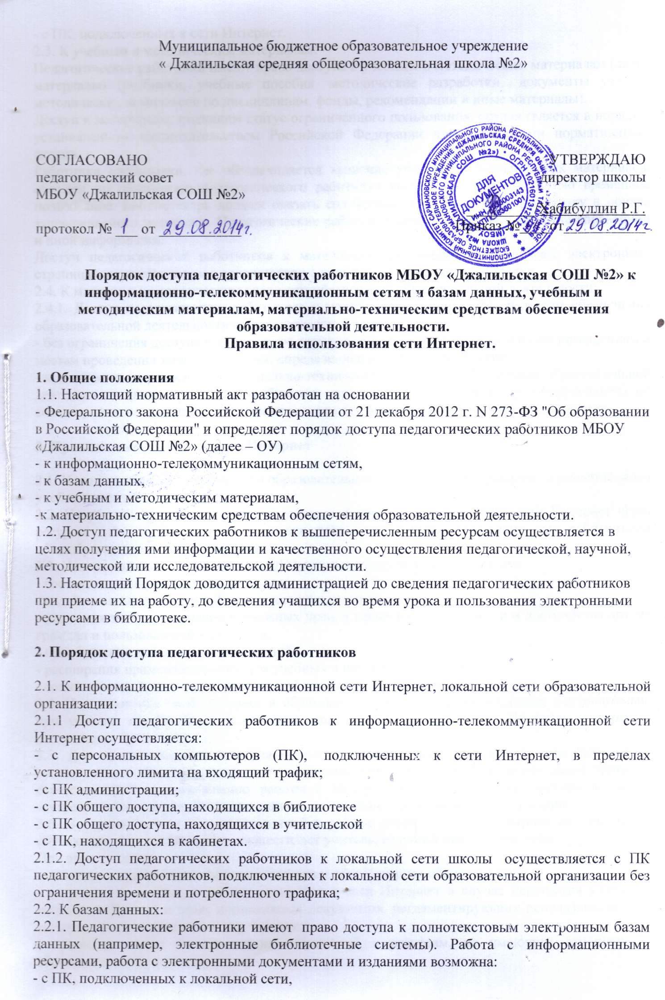 Муниципальное бюджетное образовательное учреждение
« Джалильская средняя общеобразовательная школа №2»
СОГЛАСОВАНО
педагогический совет
МБОУ «Джалильская СОШ №2»
протокол № 1 от 29.08.2014г.
УТВЕРЖДАЮ
директор школы
/Хабибуллин Р.Г.
Приказ № от 29.08.2014г.
ДЛЯ
ДОКУМЕНТОВ
ИНН 1636003143
КПП 163601001
Порядок доступа педагогических работников МБОУ «Джалильская СОШ №2» к
информационно-телекоммуникационным сетям и базам данных, учебным и
методическим материалам, материально-техническим средствам обеспечения
образовательной деятельности.
Правила использования сети Интернет.
1. Общие положения
1.1. Настоящий нормативный акт разработан на основании
- Федерального закона Российской Федерации от 21 декабря 2012 г. N 273-ФЗ "Об образовании
в Российской Федерации" и определяет порядок доступа педагогических работников МБОУ
«Джалильская СОШ №2» (далее – ОУ)
- к информационно-телекоммуникационным сетям,
- к базам данных,
- к учебным и методическим материалам,
-к материально-техническим средствам обеспечения образовательной деятельности.
1.2. Доступ педагогических работников к вышеперечисленным ресурсам осуществляется в
целях получения ими информации и качественного осуществления педагогической, научной,
методической или исследовательской деятельности.
1.3. Настоящий Порядок доводится администрацией до сведения педагогических работников
при приеме их на работу, до сведения учащихся во время урока и пользования электронными
ресурсами в библиотеке.
2. Порядок доступа педагогических работников
2.1. К информационно-телекоммуникационной сети Интернет, локальной сети образовательной
организации:
2.1.1 Доступ педагогических работников к информационно-телекоммуникационной сети
Интернет осуществляется:
- с персональных компьютеров (ПК), подключенных к сети Интернет, в пределах
установленного лимита на входящий трафик;
- с ПК администрации;
- с ПК общего доступа, находящихся в библиотеке
- с ПК общего доступа, находящихся в учительской
- с ПК, находящихся в кабинетах.
2.1.2. Доступ педагогических работников к локальной сети школы осуществляется с ПК
педагогических работников, подключенных к локальной сети образовательной организации без
ограничения времени и потребленного трафика;
2.2. К базам данных:
2.2.1. Педагогические работники имеют право доступа к полнотекстовым электронным базам
данных (например, электронные библиотечные системы). Работа с информационными
ресурсами, работа с электронными документами и изданиями возможна:
- с ПК, подключенных к локальной сети,